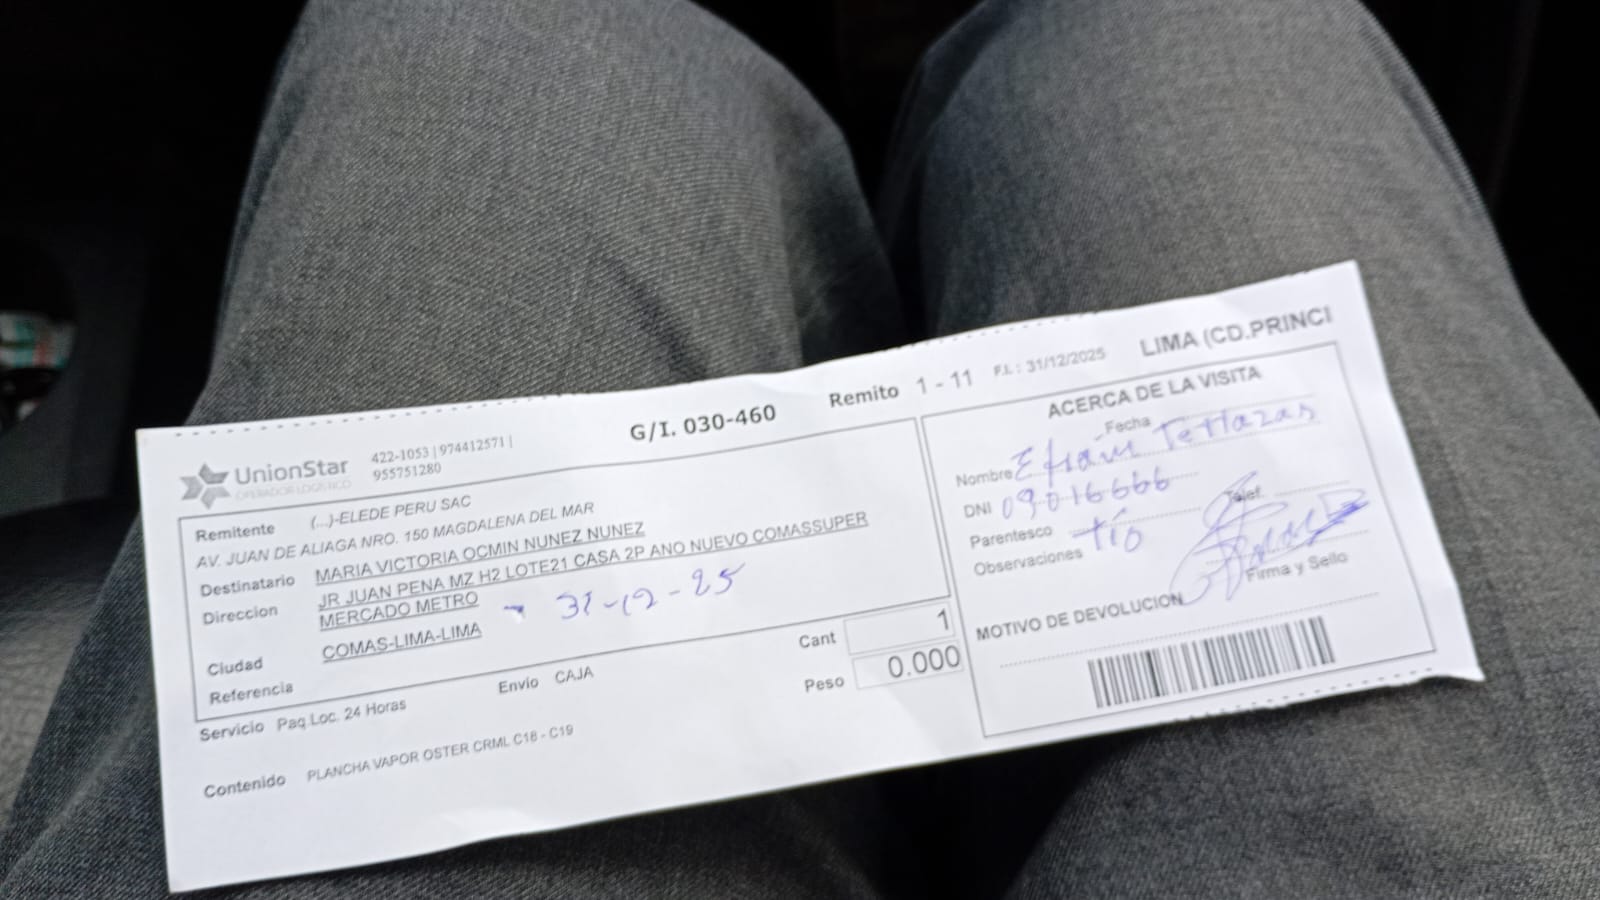 UnionStar
OPERADOR LOGISTICO
422-1053 | 974412571 |
955751280
G/I. 030-460
Remito 1 - 11
F.I. : 31/12/2025
LIMA (CD.PRINCI
Remitente (...)-ELEDE PERU SAC
AV. JUAN DE ALIAGA NRO. 150 MAGDALENA DEL MAR
Destinatario MARIA VICTORIA OCMIN NUNEZ NUNEZ
Direccion JR JUAN PENA MZ H2 LOTE21 CASA 2P ANO NUEVO COMASSUPER
MERCADO METRO
31-12-25
Ciudad COMAS-LIMA-LIMA
Referencia
Servicio Paq.Loc. 24 Horas
Envío CAJA
Cant 1
Peso 0.000
Contenido PLANCHA VAPOR OSTER CRML C18 - C19
ACERCA DE LA VISITA
Fecha
Nombre Efraín Terrazas
DNI 09016666
Telef.
Parentesco Tío
Observaciones
Firma y Sello
MOTIVO DE DEVOLUCION